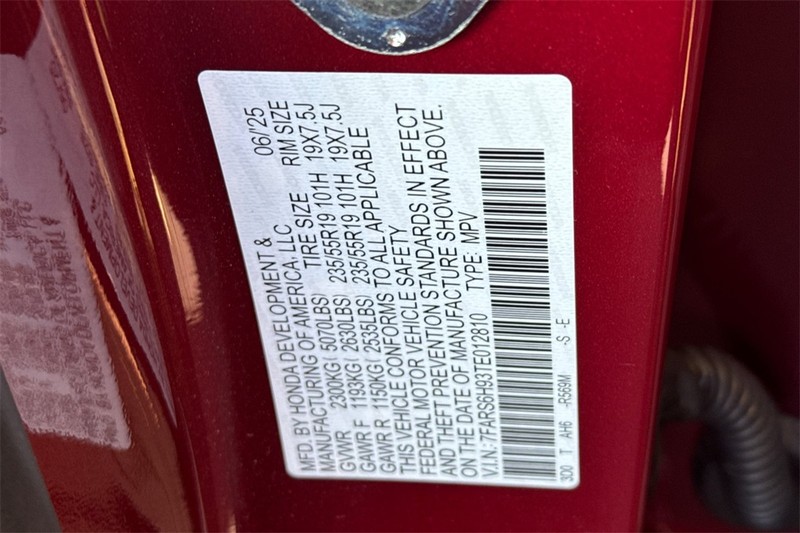 MFD. BY HONDA DEVELOPMENT & 06/'25
MANUFACTURING OF AMERICA, LLC TIRE SIZE RIM SIZE
GVWR 2300KG( 5070LBS) 235/55R19 101H 19X7.5J
GAWR F 1193KG( 2630LBS) 235/55R19 101H 19X7.5J
GAWR R 1150KG( 2535LBS) TO ALL APPLICABLE
THIS VEHICLE CONFORMS
FEDERAL MOTOR VEHICLE SAFETY
AND THEFT PREVENTION STANDARDS IN EFFECT
ON THE DATE OF MANUFACTURE SHOWN ABOVE.
V.I.N.: 7FARS6H93TE012810 TYPE: MPV
3D0 T AH6 -R569M -S -E